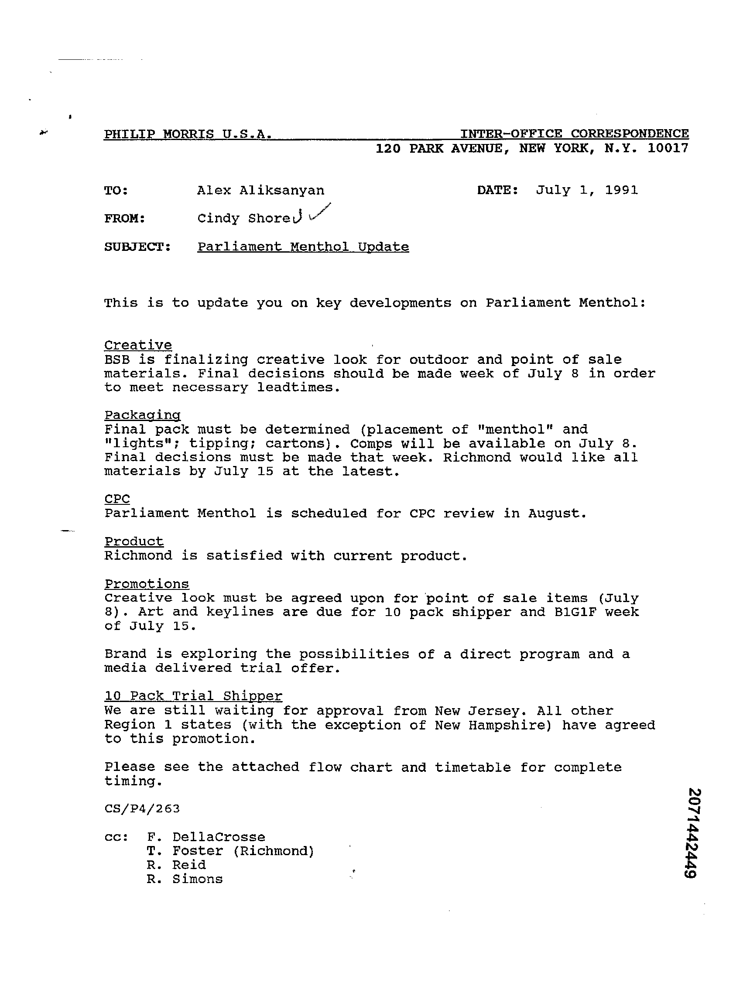 PHILIP MORRIS U.S.A. INTER-OFFICE CORRESPONDENCE
120 PARK AVENUE, NEW YORK, N.Y. 10017
TO: Alex Aliksanyan DATE: July 1, 1991
FROM: Cindy Shore
SUBJECT: Parliament Menthol Update
This is to update you on key developments on Parliament Menthol:
Creative
BSB is finalizing creative look for outdoor and point of sale
materials. Final decisions should be made week of July 8 in order
to meet necessary leadtimes.
Packaging
Final pack must be determined (placement of "menthol" and
"lights"; tipping; cartons). Comps will be available on July 8.
Final decisions must be made that week. Richmond would like all
materials by July 15 at the latest.
CPC
Parliament Menthol is scheduled for CPC review in August.
Product
Richmond is satisfied with current product.
Promotions
Creative look must be agreed upon for point of sale items (July
8). Art and keylines are due for 10 pack shipper and B1G1F week
of July 15.
Brand is exploring the possibilities of a direct program and a
media delivered trial offer.
10 Pack Trial Shipper
We are still waiting for approval from New Jersey. All other
Region 1 states (with the exception of New Hampshire) have agreed
to this promotion.
Please see the attached flow chart and timetable for complete
timing.
CS/P4/263
cc: F. DellaCrosse
T. Foster (Richmond)
R. Reid
R. Simons
2071442449